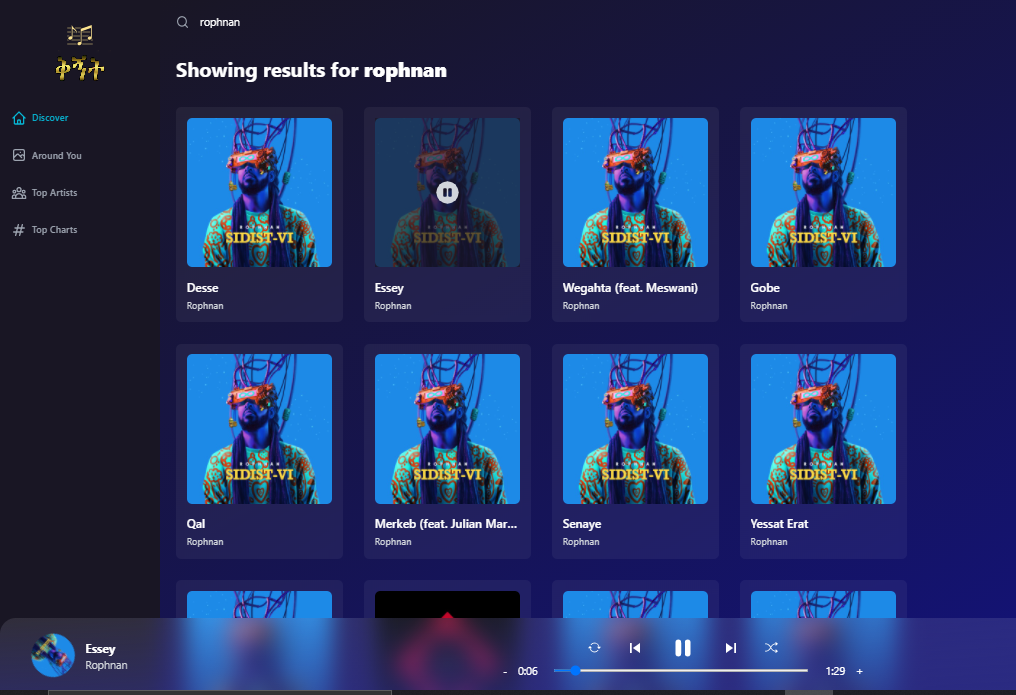 ቅኝት
Discover
Around You
Top Artists
Top Charts
rophnan
Showing results for rophnan
ROPHNAN
SIDIST-VI
Desse
Rophnan
ROPHNAN
SIDIST-VI
Essey
Rophnan
ROPHNAN
SIDIST-VI
Wegahta (feat. Meswani)
Rophnan
ROPHNAN
SIDIST-VI
Gobe
Rophnan
ROPHNAN
SIDIST-VI
Qal
Rophnan
ROPHNAN
SIDIST-VI
Merkeb (feat. Julian Mar...
Rophnan
ROPHNAN
SIDIST-VI
Senaye
Rophnan
ROPHNAN
SIDIST-VI
Yessat Erat
Rophnan
Essey
Rophnan
- 0:06
1:29 +